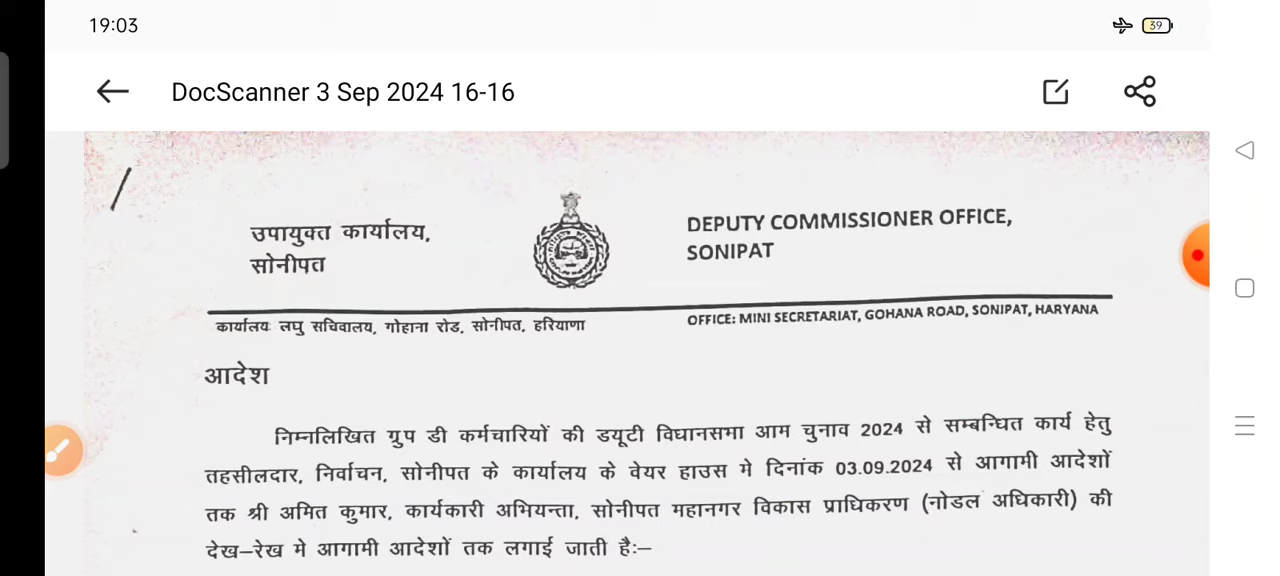 19:03
39
DocScanner 3 Sep 2024 16-16
उपायुक्त कार्यालय,
सोनीपत
DEPUTY COMMISSIONER OFFICE,
SONIPAT
कार्यालय लघु सचिवालय, गोहाना रोड, सोनीपत, हरियाणा
OFFICE: MINI SECRETARIAT, GOHANA ROAD, SONIPAT, HARYANA
आदेश
निम्नलिखित ग्रुप डी कर्मचारियों की डयूटी विधानसभा आम चुनाव 2024 से सम्बन्धित कार्य हेतु
तहसीलदार, निर्वाचन, सोनीपत के कार्यालय के वेयर हाउस मे दिनांक 03.09.2024 से आगामी आदेशों
तक श्री अमित कुमार, कार्यकारी अभियन्ता, सोनीपत महानगर विकास प्राधिकरण (नोडल अधिकारी) की
देख–रेख मे आगामी आदेशों तक लगाई जाती है:–